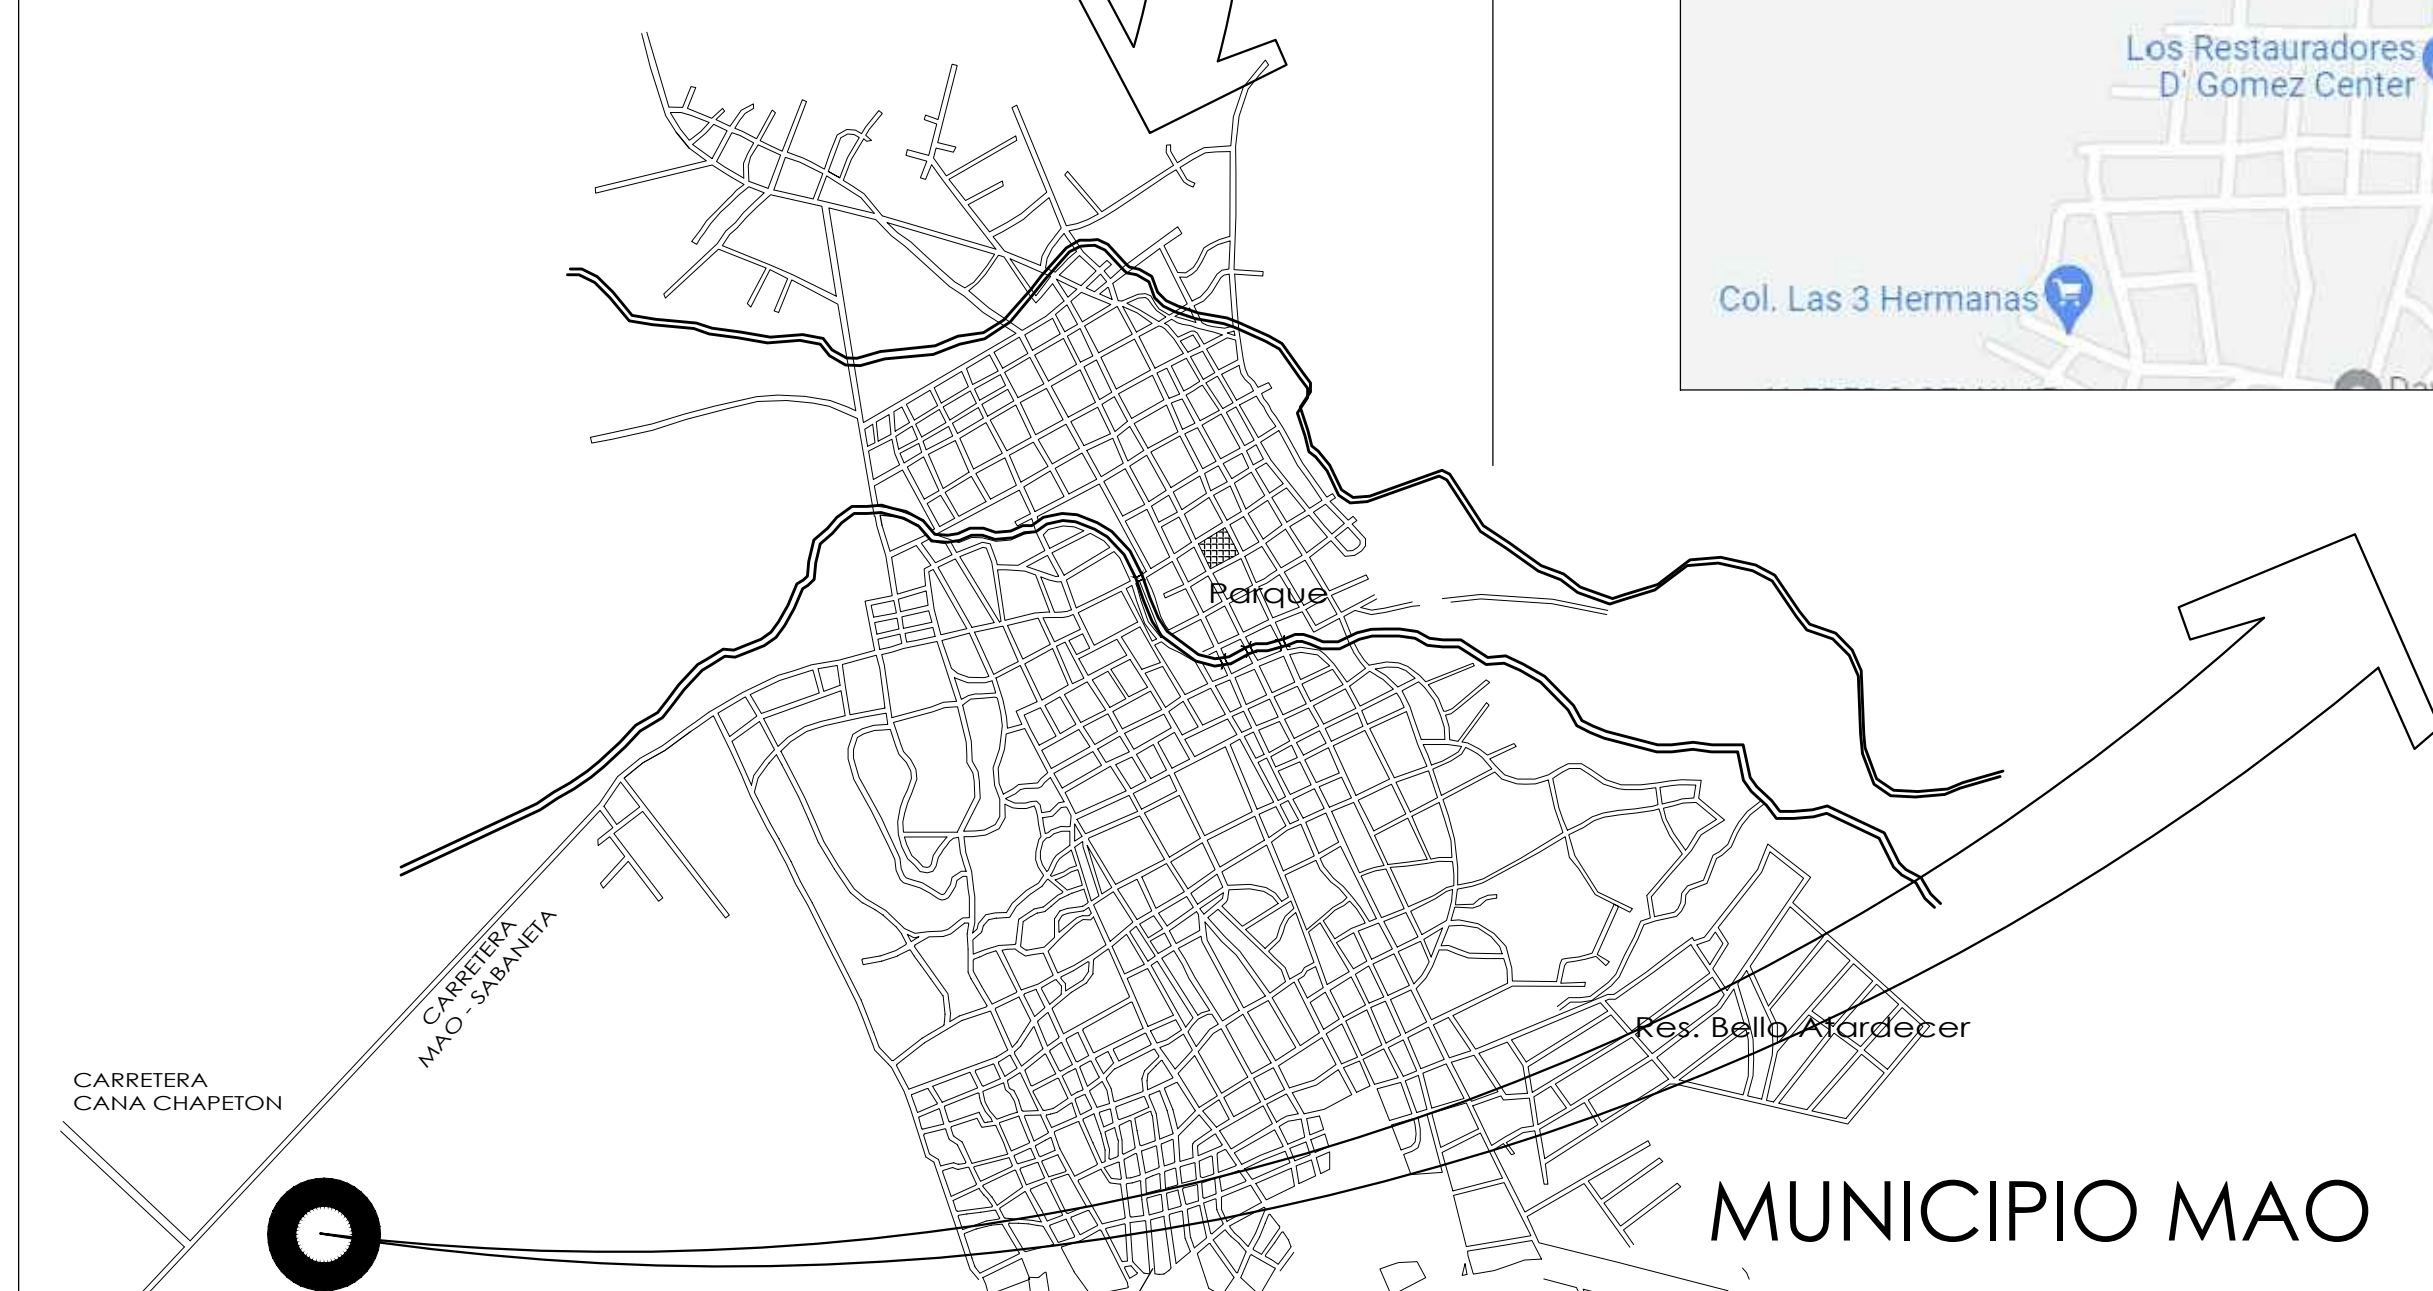 Los Restauradores
D' Gomez Center
Col. Las 3 Hermanas
Parque
CARRETERA
MAO - SABANETA
Res. Bello Atardecer
CARRETERA
CANA CHAPETON
MUNICIPIO MAO